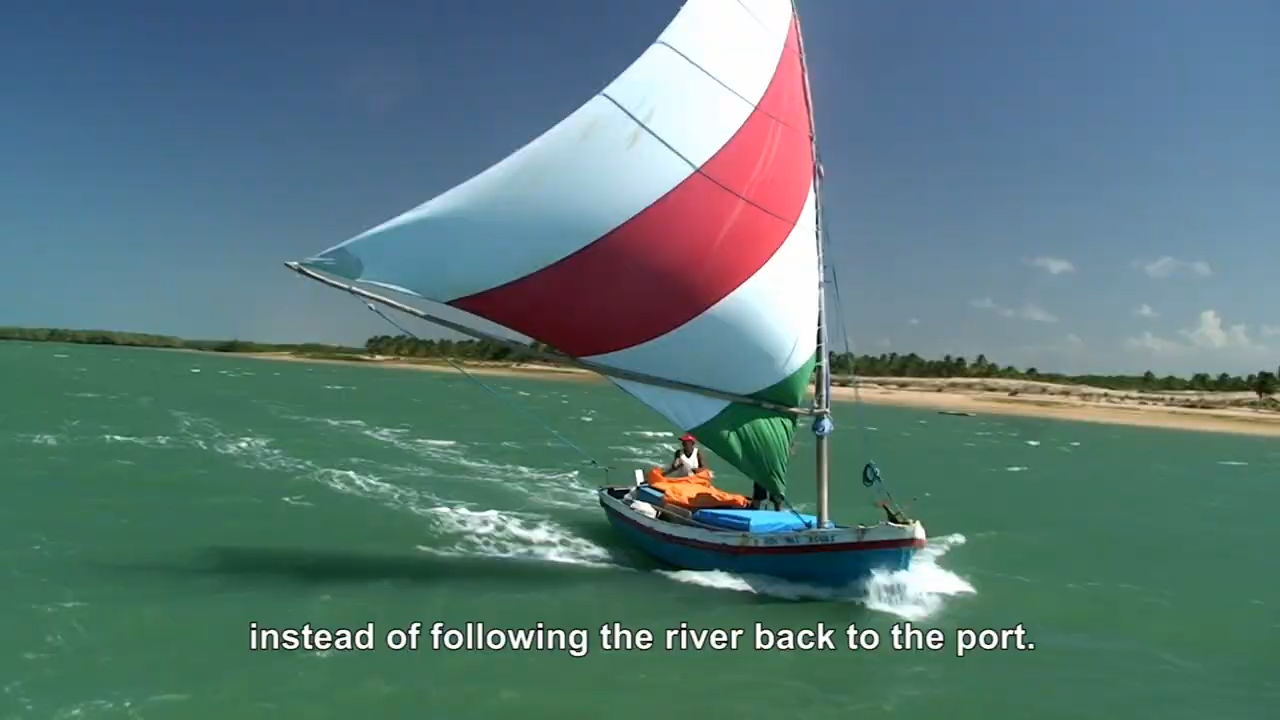 instead of following the river back to the port.